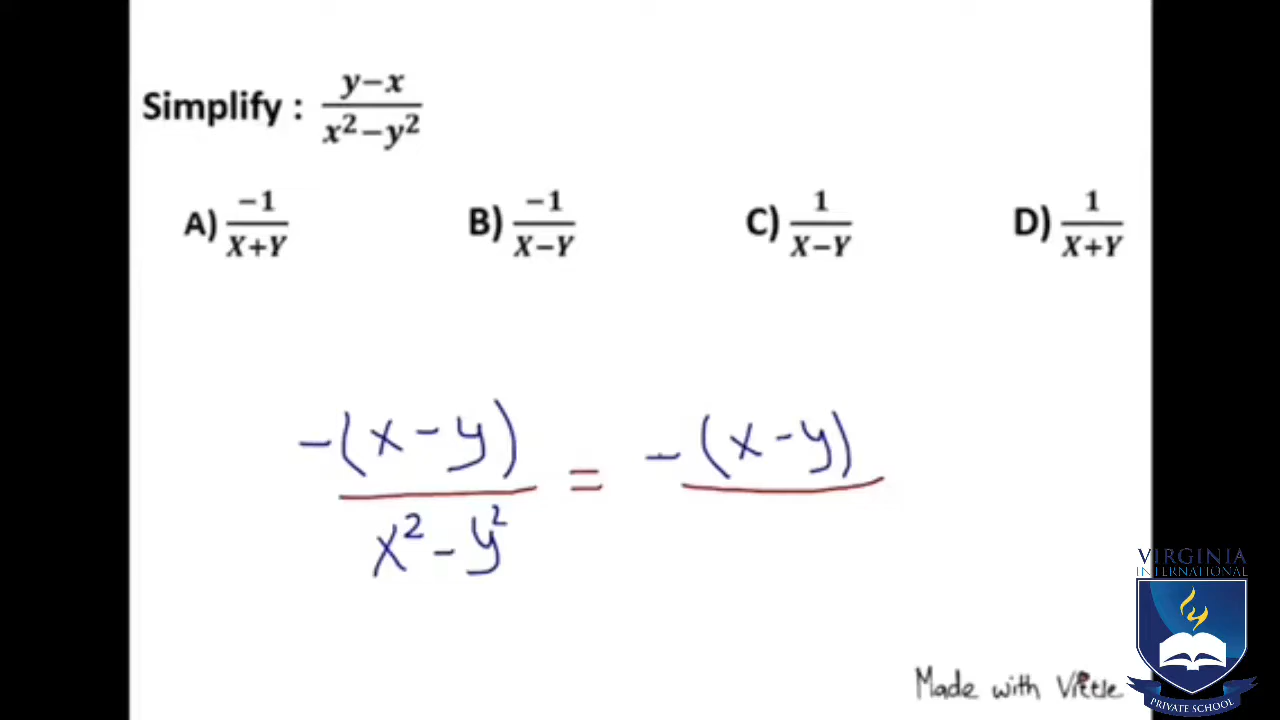 Simplify : y−x / x²−y²
A) −1 / X+Y B) −1 / X−Y C) 1 / X−Y D) 1 / X+Y
−(x − y) / x² − y² = −(x − y)
VIRGINIA
INTERNATIONAL
PRIVATE SCHOOL
Made with Vittle